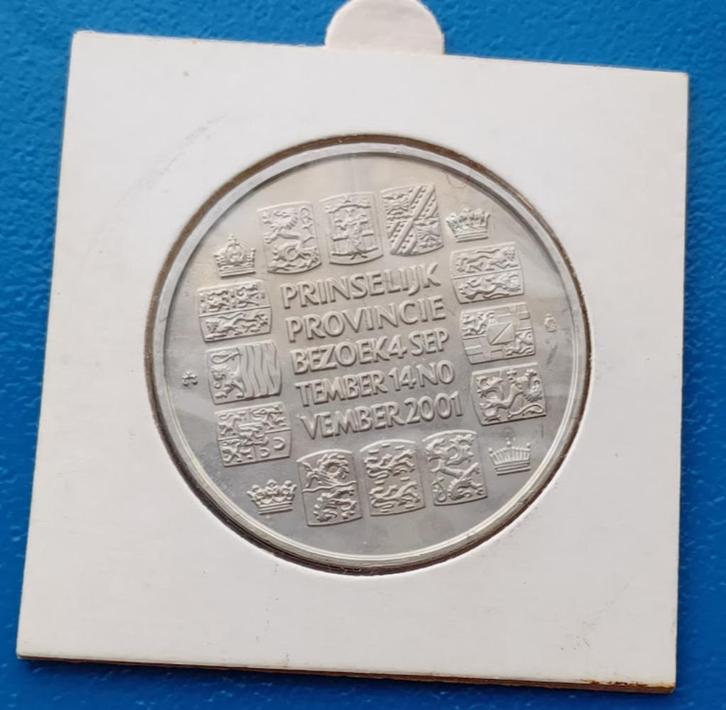 PRINSELIJK
PROVINCIE
BEZOEK 4 SEP
TEMBER 14 NO
VEMBER 2001